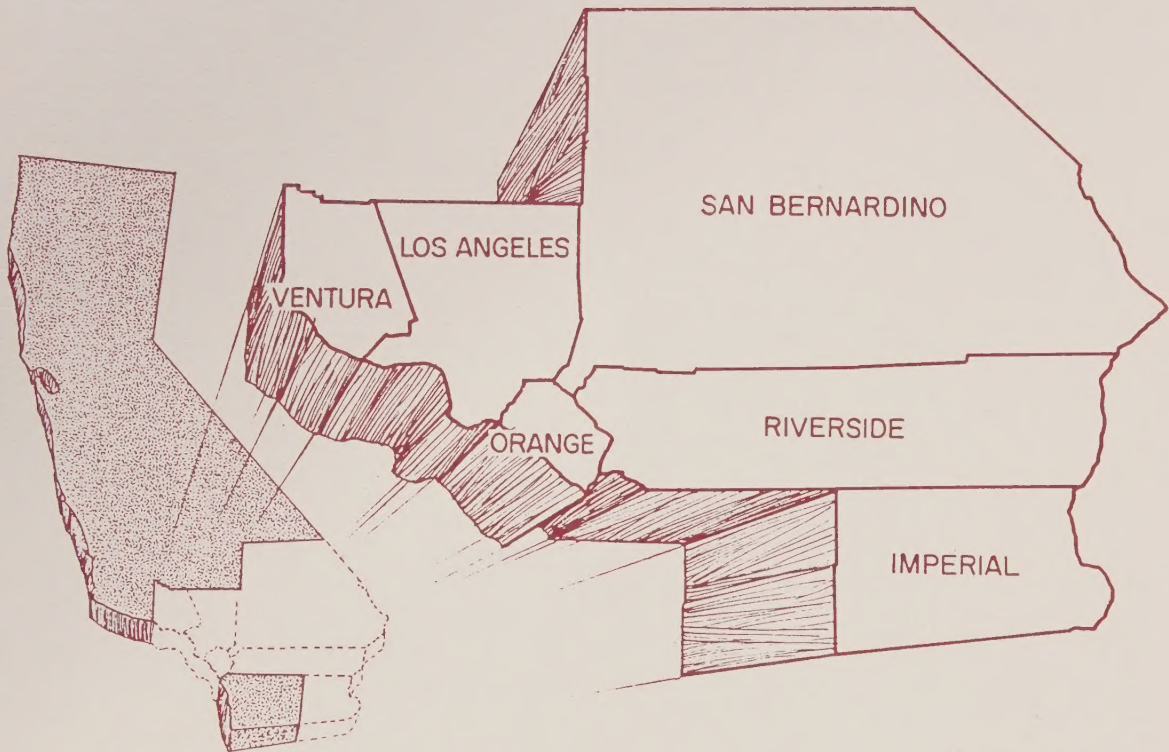 SAN BERNARDINO
LOS ANGELES
VENTURA
ORANGE
RIVERSIDE
IMPERIAL